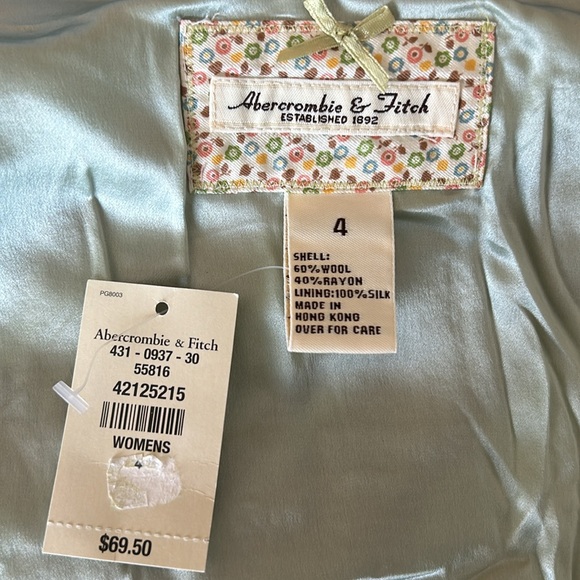 Abercrombie & Fitch
ESTABLISHED 1892
4
SHELL:
60% WOOL
40% RAYON
LINING:100% SILK
MADE IN
HONG KONG
OVER FOR CARE
PG8003
Abercrombie & Fitch
431 - 0937 - 30
55816
42125215
WOMENS
4
$69.50